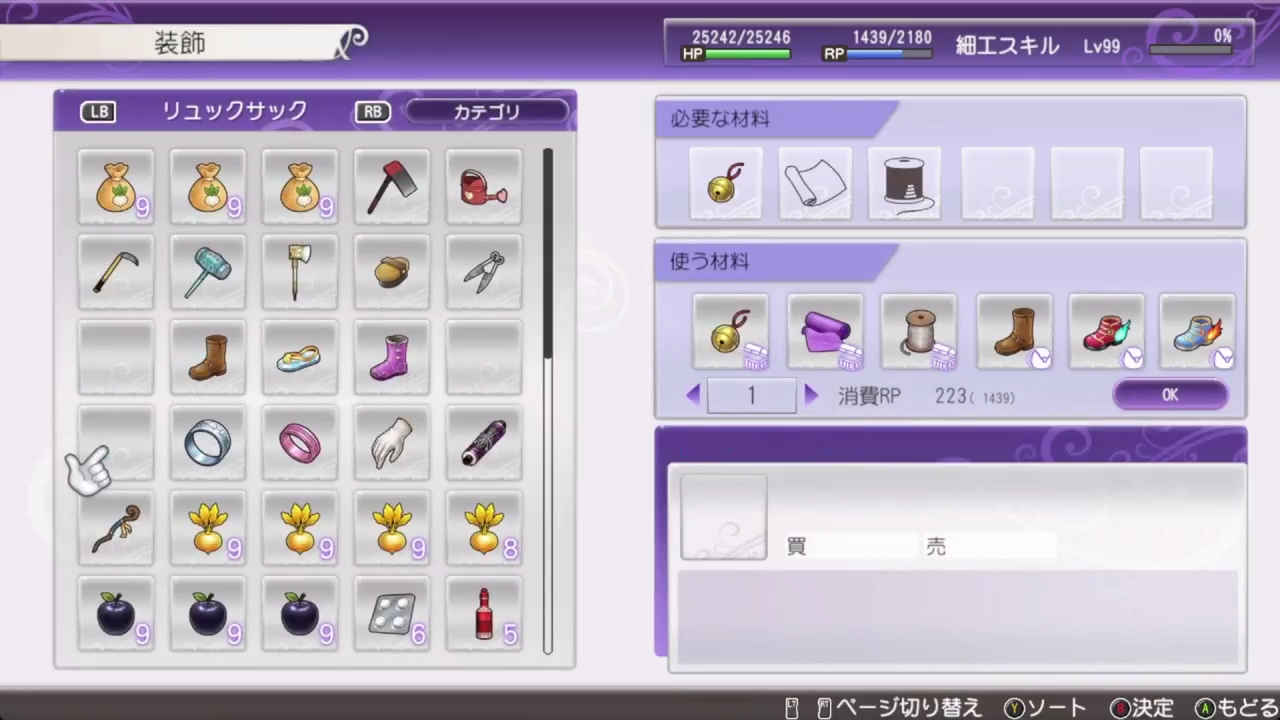 装飾
25242/25246
HP
1439/2180
RP
細工スキル Lv99
0%
LB リュックサック RB カテゴリ
9 9 9
9 9 9 8
9 9 9 6 5
必要な材料
使う材料
1 消費RP 223( 1439) OK
買 売
ページ切り替え Yソート B決定 Aもどる